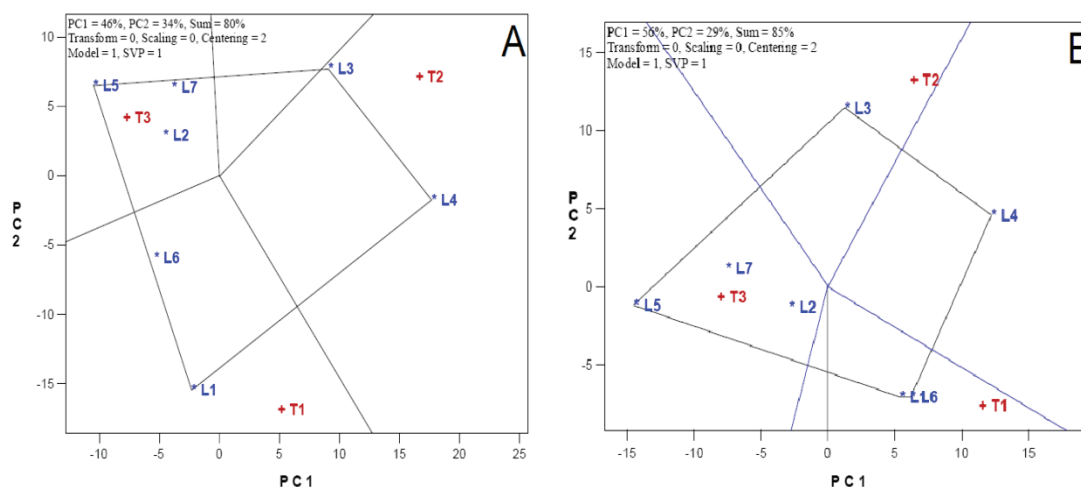 PC1 = 46%, PC2 = 34%, Sum = 80%
Transform = 0, Scaling = 0, Centering = 2
Model = 1, SVP = 1
A
10
5
0
-5
-10
-15
PC2
* L5
* L7
* L3
+ T2
+ T3
* L2
* L4
* L6
* L1
+ T1
-10 -5 0 5 10 15 20 25
PC1
PC1 = 56%, PC2 = 29%, Sum = 85%
Transform = 0, Scaling = 0, Centering = 2
Model = 1, SVP = 1
15
10
5
0
-5
PC2
+ T2
* L3
* L4
* L7
+ T3
* L5
* L2
L6
+ T1
-15 -10 -5 0 5 10 15
PC1